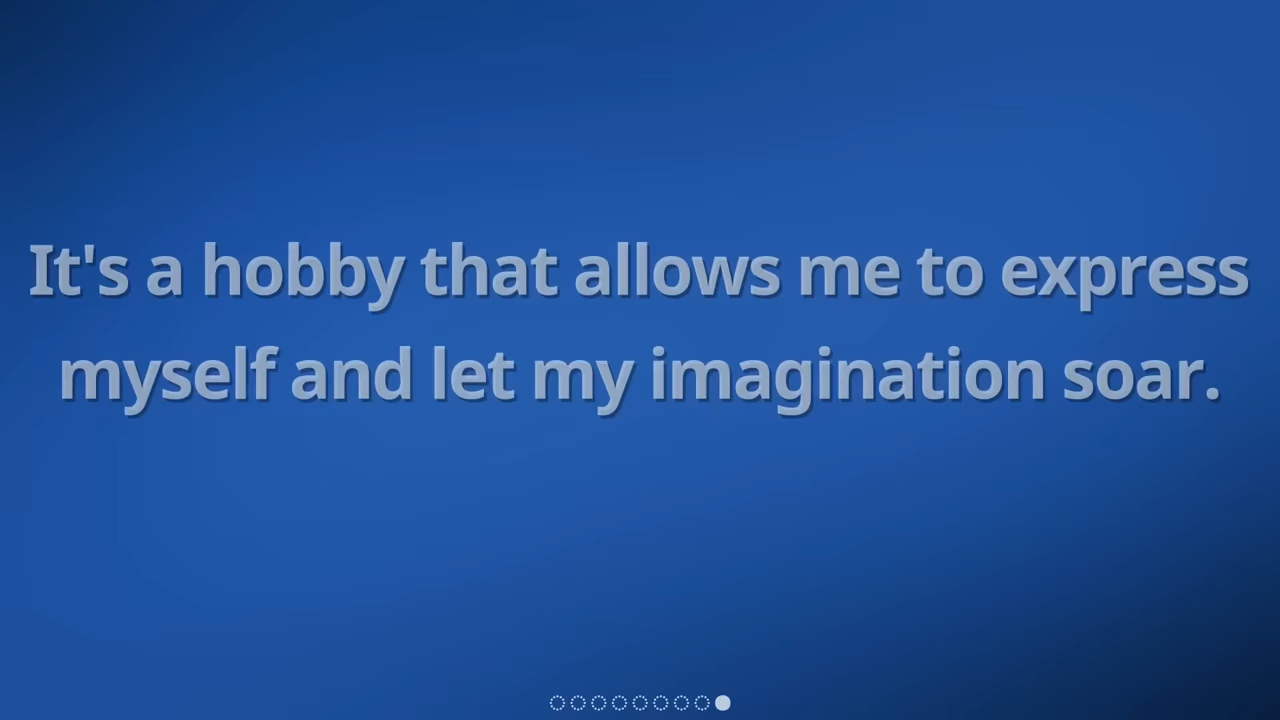 It's a hobby that allows me to express
myself and let my imagination soar.